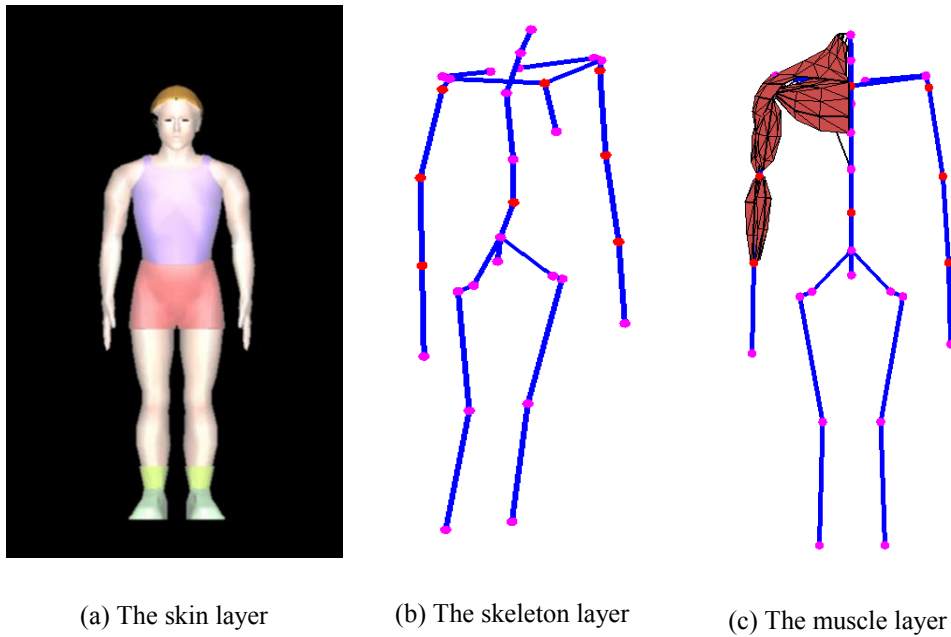 (a) The skin layer
(b) The skeleton layer
(c) The muscle layer